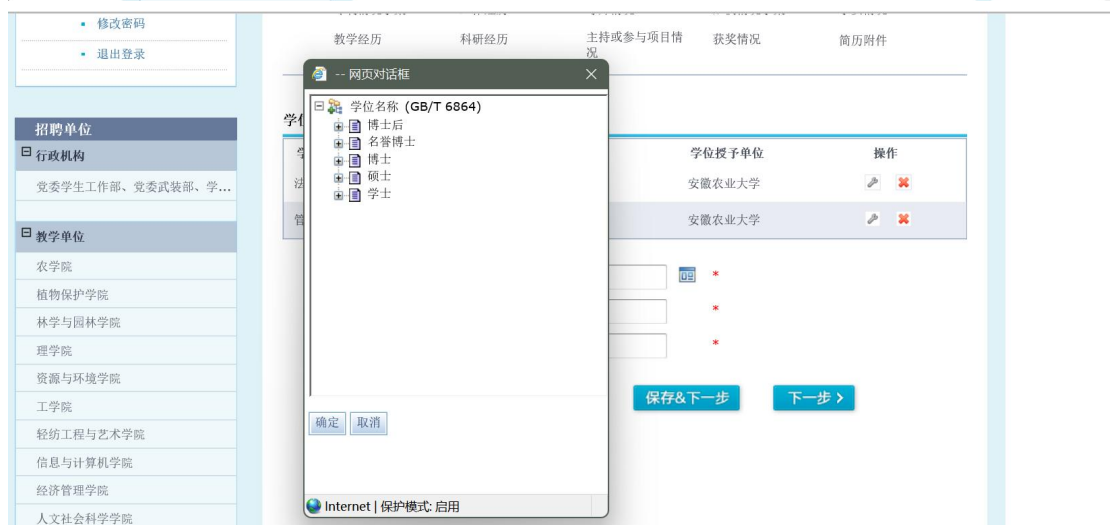 修改密码
退出登录
招聘单位
行政机构
党委学生工作部、党委武装部、学...
教学单位
农学院
植物保护学院
林学与园林学院
理学院
资源与环境学院
工学院
轻纺工程与艺术学院
信息与计算机学院
经济管理学院
人文社会科学学院
教学经历 科研经历 主持或参与项目情 获奖情况 简历附件
况
学位授予单位 操作
法 安徽农业大学
管 安徽农业大学
*
*
*
保存&下一步 下一步 >
-- 网页对话框
学位名称 (GB/T 6864)
博士后
名誉博士
博士
硕士
学士
确定 取消
Internet | 保护模式: 启用